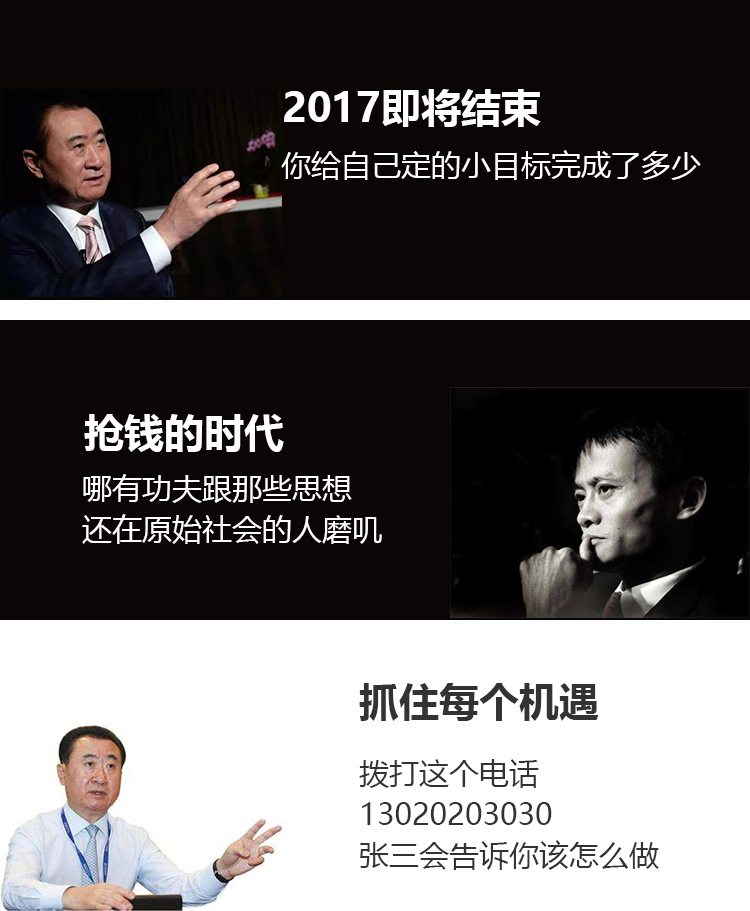 2017即将结束
你给自己定的小目标完成了多少
抢钱的时代
哪有功夫跟那些思想
还在原始社会的人磨叽
抓住每个机遇
拨打这个电话
13020203030
张三会告诉你该怎么做